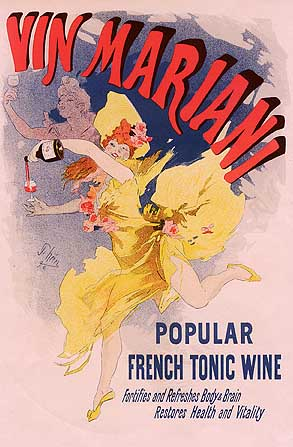 VIN MARIANI
POPULAR
FRENCH TONIC WINE
Fortifies and Refreshes Body & Brain
Restores Health and Vitality